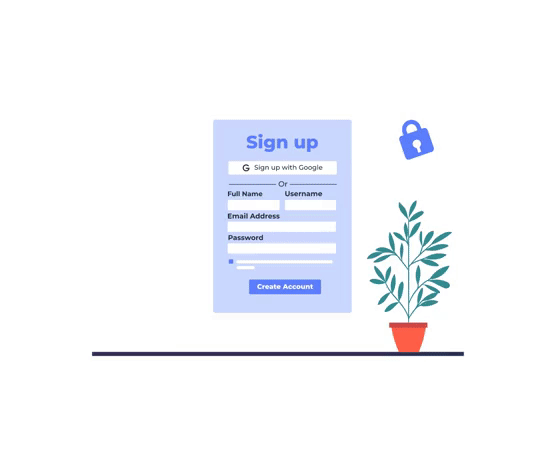 Sign up
G Sign up with Google
Or
Full Name Username
Email Address
Password
Create Account